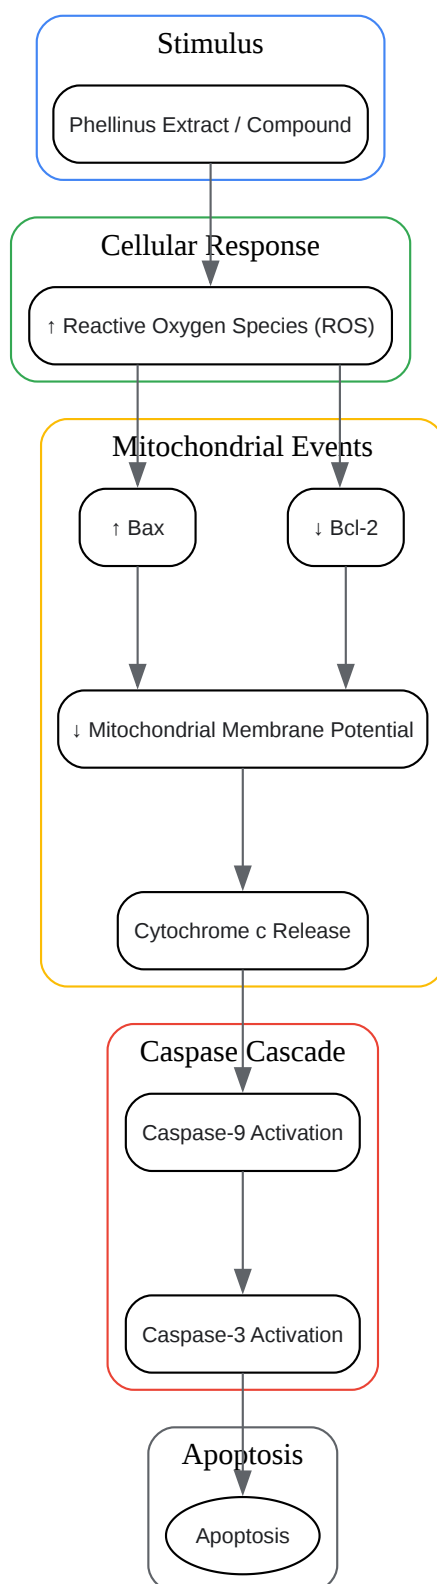 Stimulus
Phellinus Extract / Compound
Cellular Response
↑ Reactive Oxygen Species (ROS)
Mitochondrial Events
↑ Bax
↓ Bcl-2
↓ Mitochondrial Membrane Potential
Cytochrome c Release
Caspase Cascade
Caspase-9 Activation
Caspase-3 Activation
Apoptosis
Apoptosis